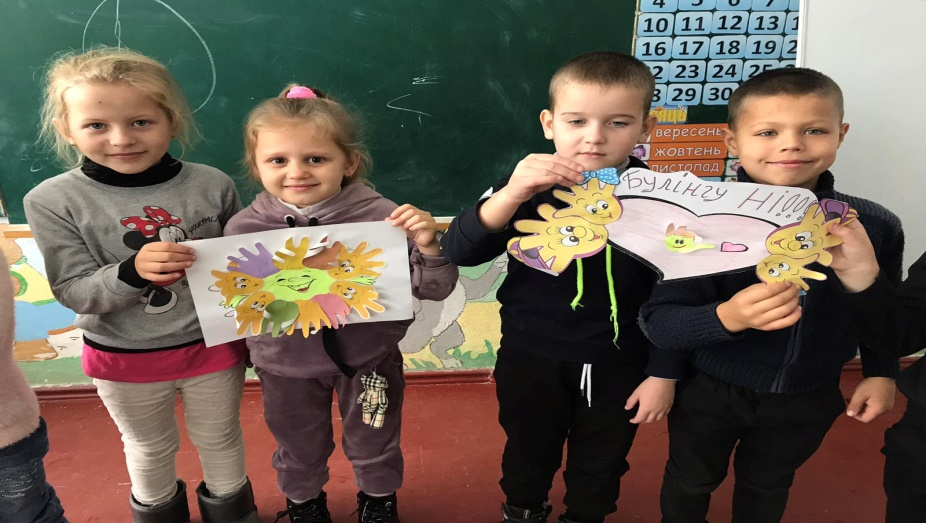 4 5 6 7
10 11 12 13
16 17 18 19
23 24 25
29 30
вересень
жовтень
листопад
Булінгу Ні!!!